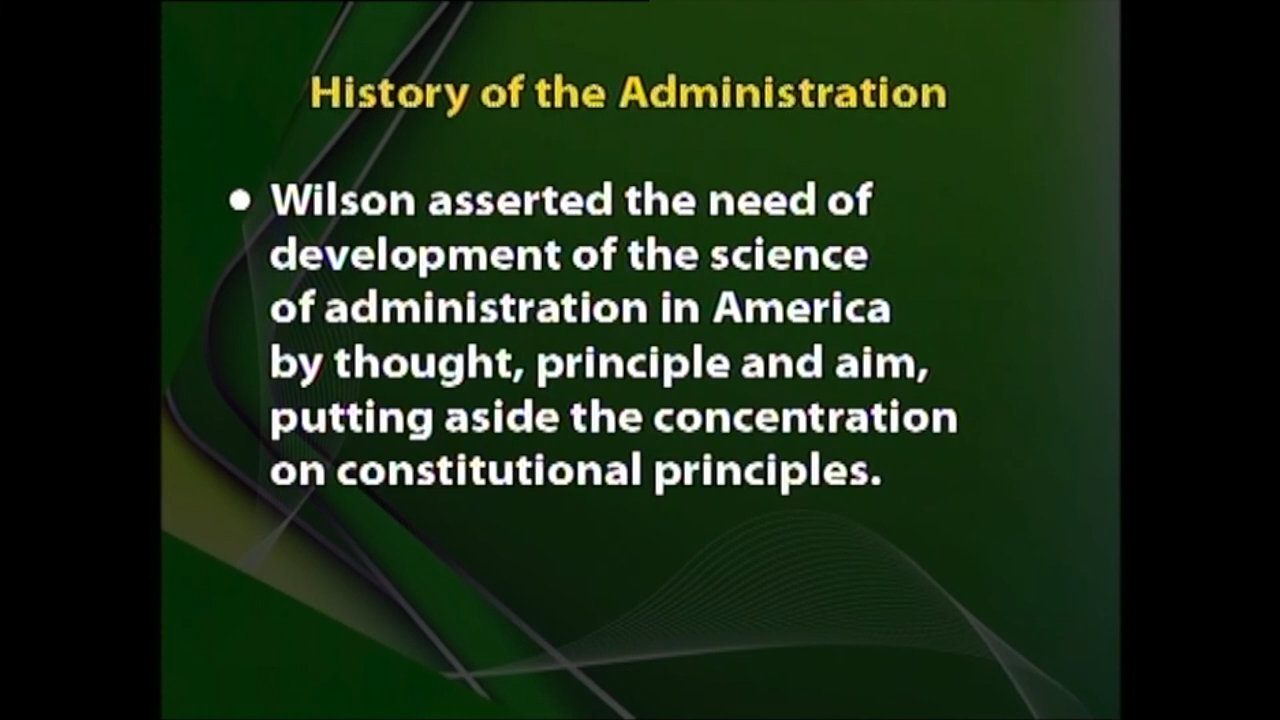 History of the Administration
• Wilson asserted the need of
development of the science
of administration in America
by thought, principle and aim,
putting aside the concentration
on constitutional principles.